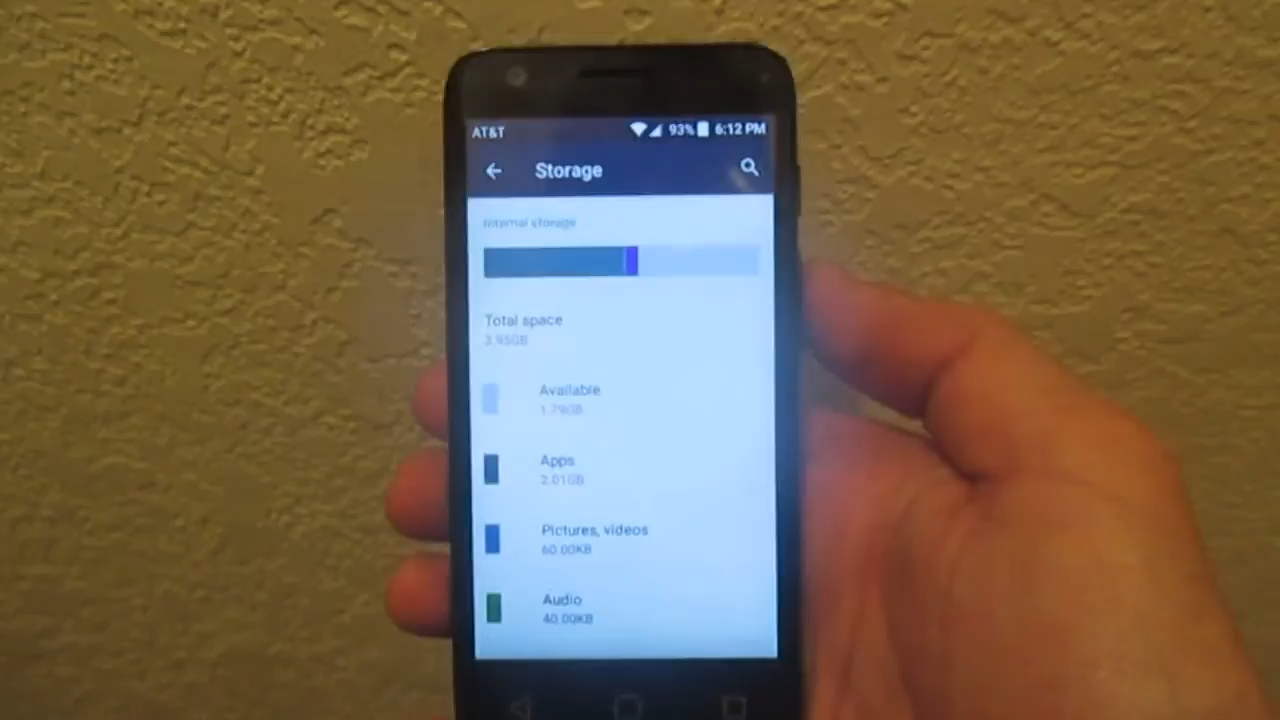 AT&T 93% 6:12 PM
Storage
Internal storage
Total space
3.95GB
Available
1.79GB
Apps
2.01GB
Pictures, videos
60.00KB
Audio
40.00KB